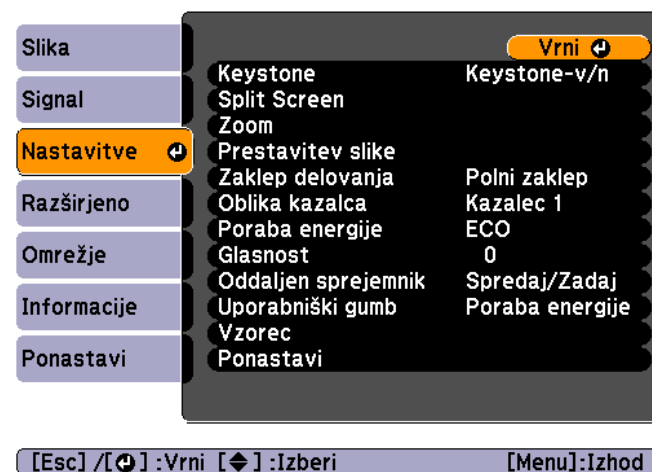 Slika
Signal
Nastavitve
Razširjeno
Omrežje
Informacije
Ponastavi
Vrni
Keystone Keystone-v/n
Split Screen
Zoom
Prestavitev slike
Zaklep delovanja Polni zaklep
Oblika kazalca Kazalec 1
Poraba energije ECO
Glasnost 0
Oddaljen sprejemnik Spredaj/Zadaj
Uporabniški gumb Poraba energije
Vzorec
Ponastavi
[Esc] /[⏎] :Vrni [◆] :Izberi [Menu]:Izhod